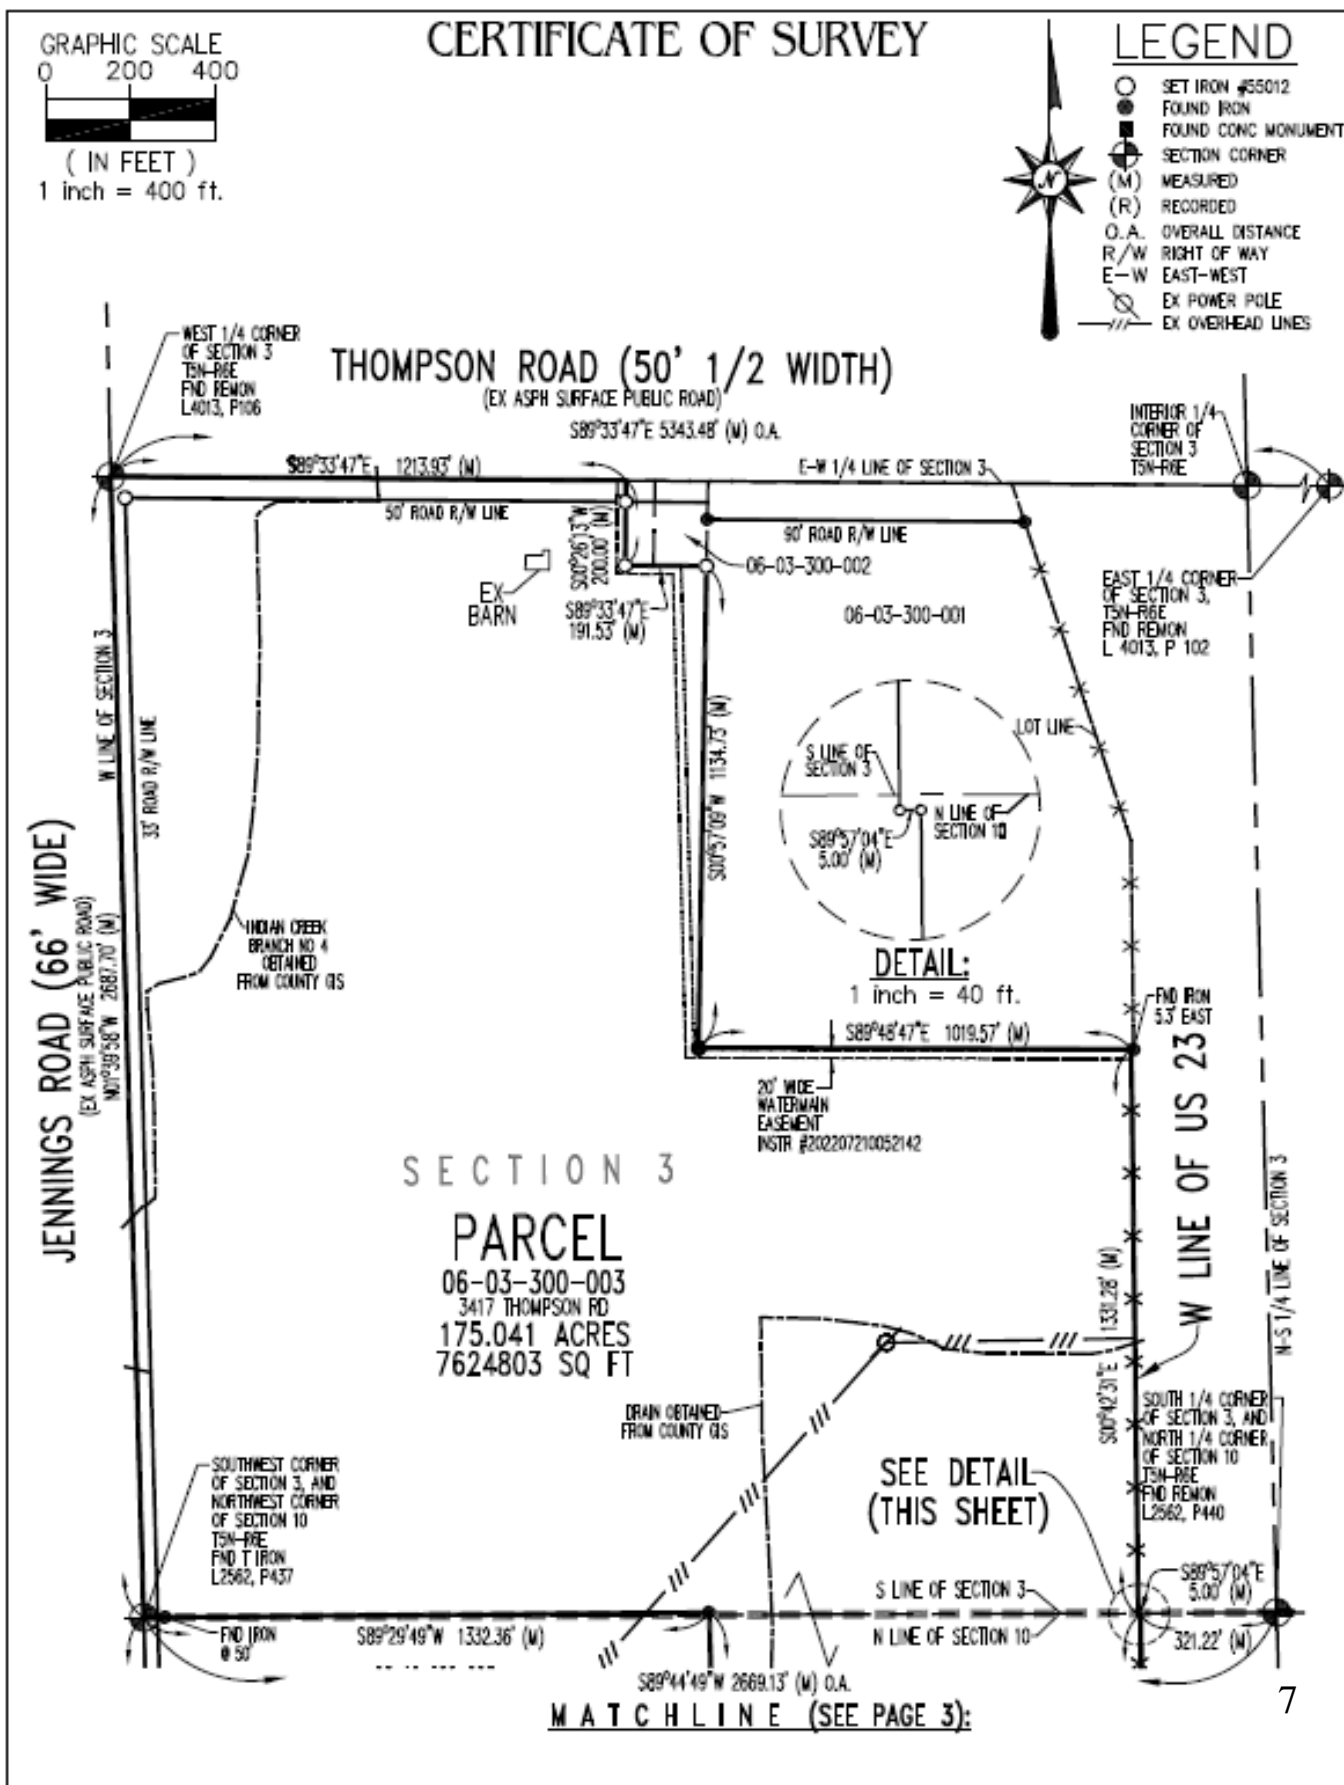 CERTIFICATE OF SURVEY
GRAPHIC SCALE
0 200 400
( IN FEET )
1 inch = 400 ft.
LEGEND
SET IRON #55012
FOUND IRON
FOUND CONC MONUMENT
SECTION CORNER
(M) MEASURED
(R) RECORDED
O.A. OVERALL DISTANCE
R/W RIGHT OF WAY
E-W EAST-WEST
EX POWER POLE
EX OVERHEAD LINES
N
WEST 1/4 CORNER
OF SECTION 3
T5N-R6E
FND REMON
L4013, P106
THOMPSON ROAD (50' 1/2 WIDTH)
(EX ASPH SURFACE PUBLIC ROAD)
S89°33'47"E 5343.48' (M) O.A.
INTERIOR 1/4
CORNER OF
SECTION 3
T5N-R6E
S89°33'47"E 1213.93' (M)
E-W 1/4 LINE OF SECTION 3
50' ROAD R/W LINE
90' ROAD R/W LINE
06-03-300-002
S00°26'13"W
200.00' (M)
EX
BARN
S89°33'47"E
191.53' (M)
06-03-300-001
EAST 1/4 CORNER
OF SECTION 3,
T5N-R6E
FND REMON
L 4013, P 102
W LINE OF SECTION 3
33' ROAD R/W LINE
S00°57'09"W 1134.73' (M)
LOT LINE
S LINE OF
SECTION 3
N LINE OF
SECTION 10
S89°57'04"E
5.00' (M)
DETAIL:
1 inch = 40 ft.
JENNINGS ROAD (66' WIDE)
(EX ASPH SURFACE PUBLIC ROAD)
N01°39'58"W 2687.70' (M)
INDIAN CREEK
BRANCH NO 4
OBTAINED
FROM COUNTY GIS
FND IRON
5.3' EAST
S89°48'47"E 1019.57' (M)
20' WIDE
WATERMAIN
EASEMENT
INSTR #202207210052142
W LINE OF US 23
SECTION 3
PARCEL
06-03-300-003
3417 THOMPSON RD
175.041 ACRES
7624803 SQ FT
S00°42'31"E 1331.28' (M)
N-S 1/4 LINE OF SECTION 3
DRAIN OBTAINED
FROM COUNTY GIS
SOUTH 1/4 CORNER
OF SECTION 3, AND
NORTH 1/4 CORNER
OF SECTION 10
T5N-R6E
FND REMON
L2562, P440
SOUTHWEST CORNER
OF SECTION 3, AND
NORTHWEST CORNER
OF SECTION 10
T5N-R6E
FND T IRON
L2562, P437
SEE DETAIL
(THIS SHEET)
S89°57'04"E
5.00' (M)
S LINE OF SECTION 3
N LINE OF SECTION 10
FND IRON
@ 50'
S89°29'49"W 1332.36' (M)
321.22' (M)
S89°44'49"W 2669.13' (M) O.A.
MATCHLINE (SEE PAGE 3):
7